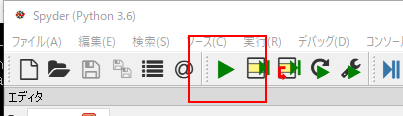 Spyder (Python 3.6)
ファイル(A) 編集(E) 検索(S) ソース(C) 実行(R) デバッグ(D) コンソール
@
エディタ